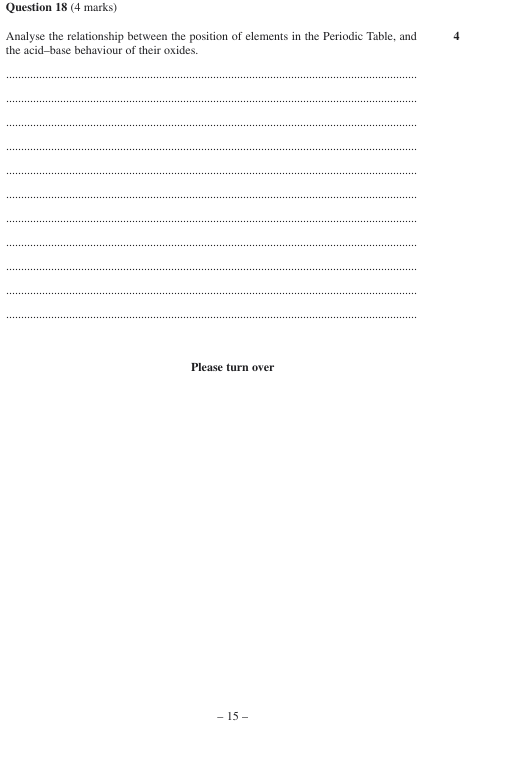 Question 18 (4 marks)
Analyse the relationship between the position of elements in the Periodic Table, and 4
the acid–base behaviour of their oxides.
Please turn over
– 15 –